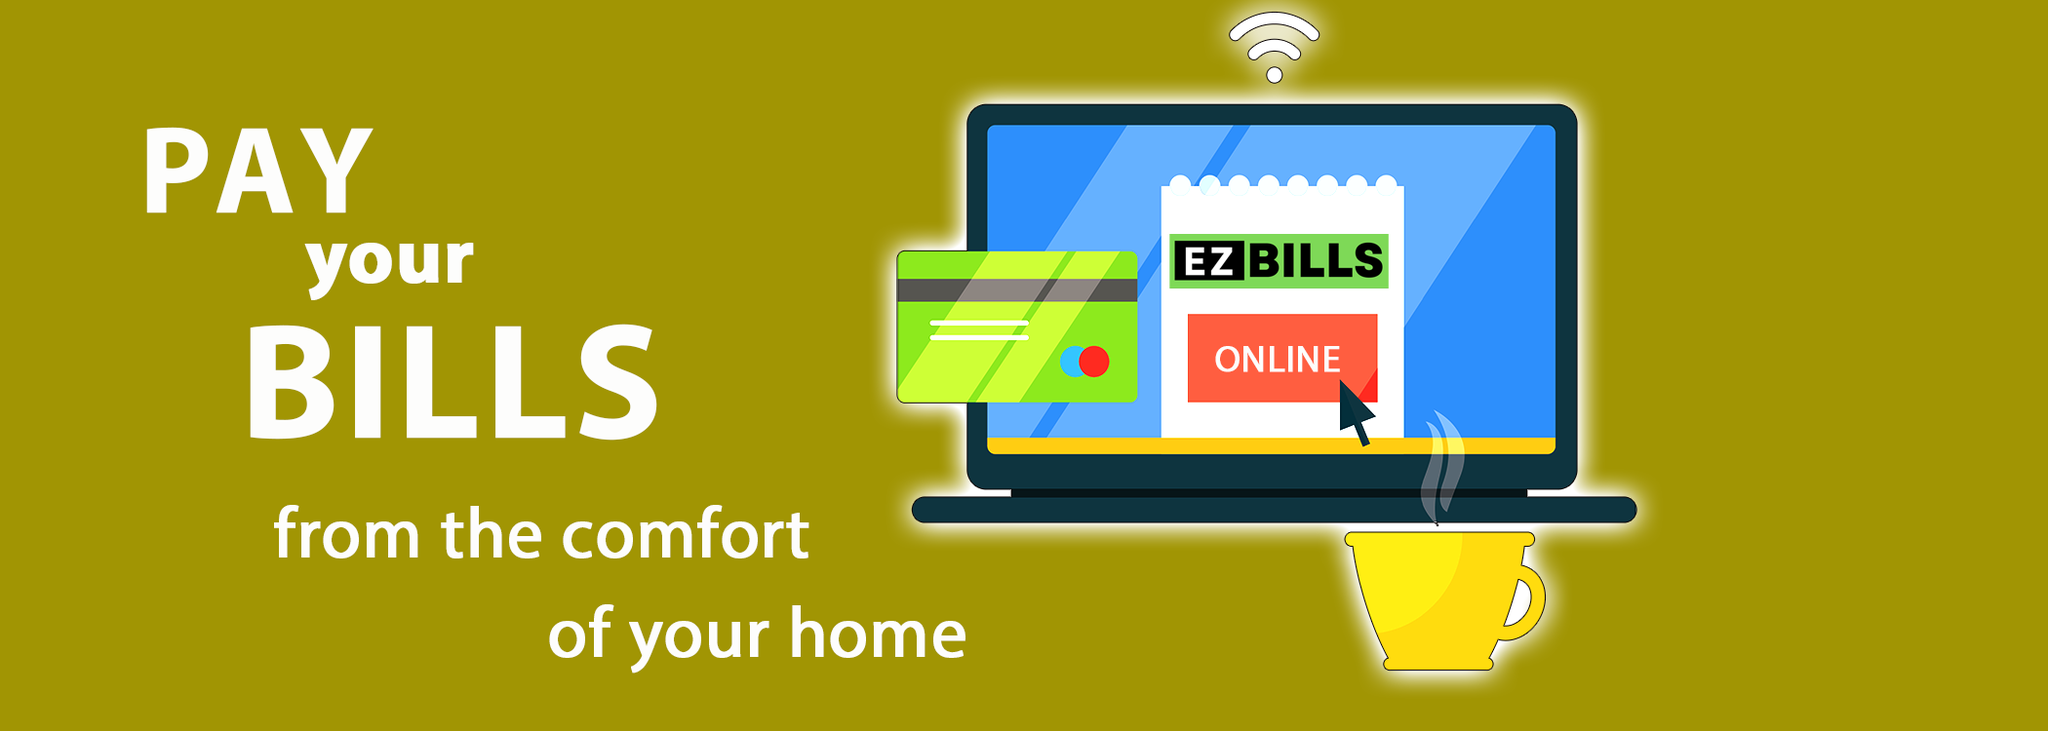 PAY
your
BILLS
from the comfort
of your home
EZ BILLS
ONLINE